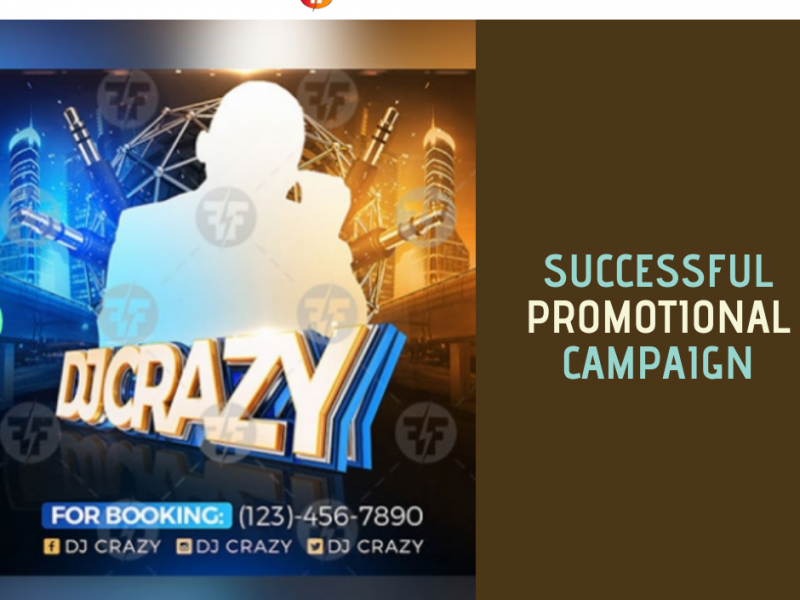 DJ CRAZY
FOR BOOKING: (123)-456-7890
DJ CRAZY DJ CRAZY DJ CRAZY
SUCCESSFUL
PROMOTIONAL
CAMPAIGN